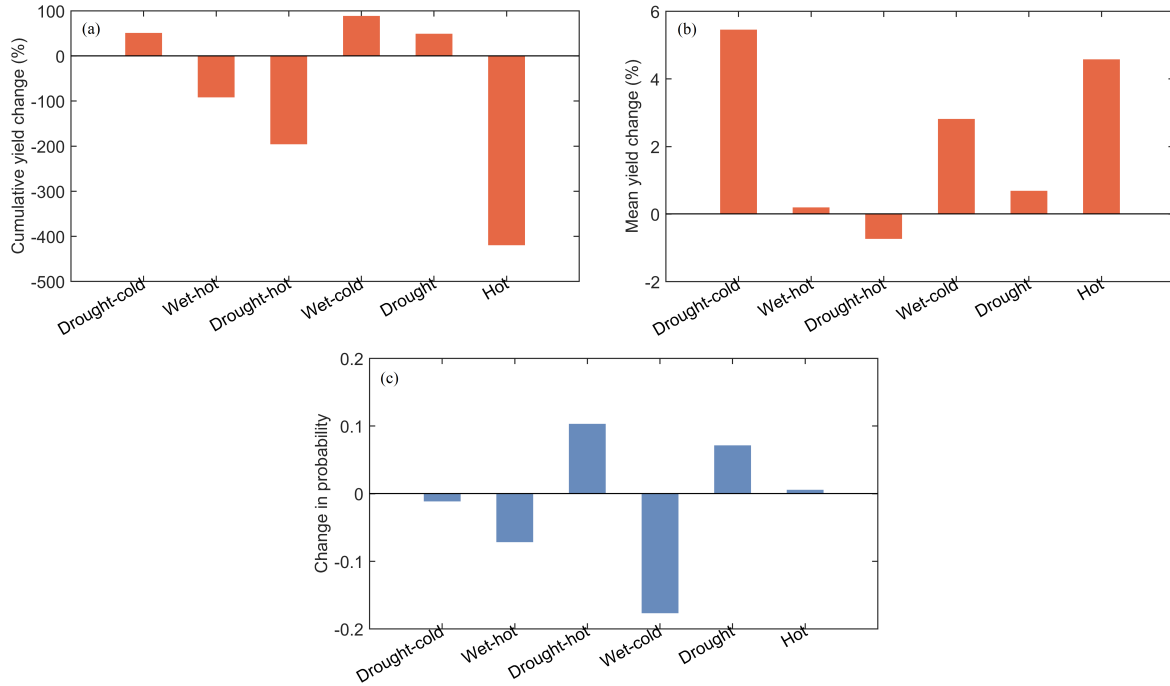 (a)
Cumulative yield change (%)
100
0
-100
-200
-300
-400
-500
Drought-cold
Wet-hot
Drought-hot
Wet-cold
Drought
Hot
(b)
Mean yield change (%)
6
4
2
0
-2
Drought-cold
Wet-hot
Drought-hot
Wet-cold
Drought
Hot
(c)
Change in probability
0.2
0.1
0
-0.1
-0.2
Drought-cold
Wet-hot
Drought-hot
Wet-cold
Drought
Hot